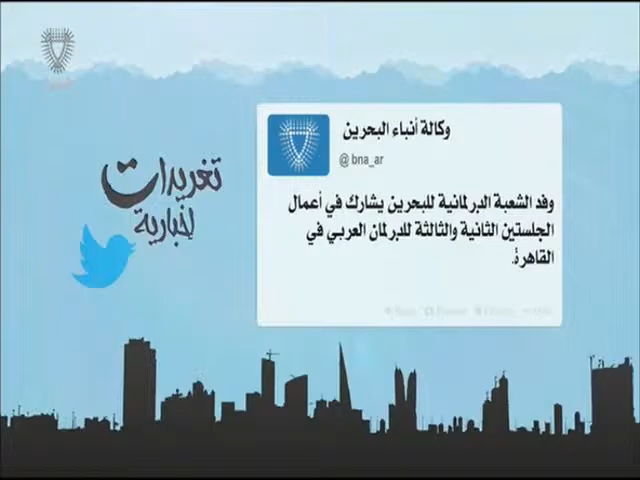 تغريدات
إخبارية
وكالة أنباء البحرين
@bna_ar
وفد الشعبة البرلمانية للبحرين يشارك في أعمال
الجلستين الثانية والثالثة للبرلمان العربي في
القاهرة.